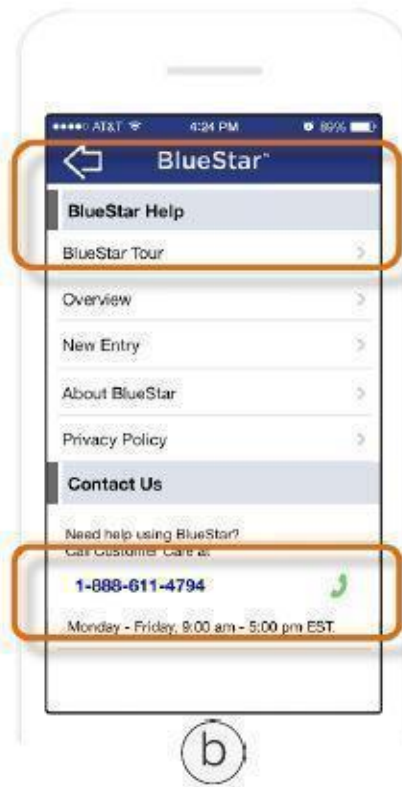 AT&T 4:24 PM 89%
BlueStar™
BlueStar Help
BlueStar Tour
Overview
New Entry
About BlueStar
Privacy Policy
Contact Us
Need help using BlueStar?
Call Customer Care at
1-888-611-4794
Monday - Friday, 9:00 am - 5:00 pm EST.
b